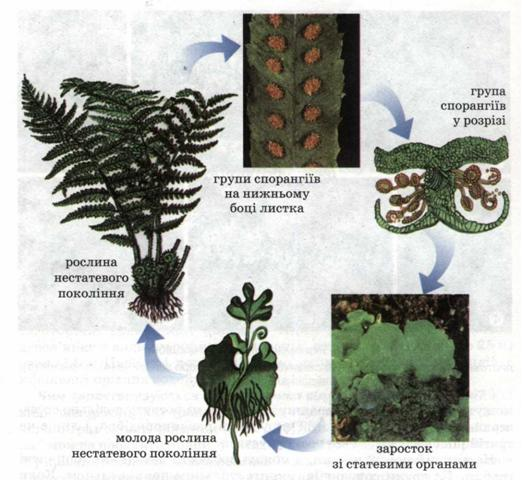 група
спорангіїв
у розрізі
групи спорангіїв
на нижньому
боці листка
рослина
нестатевого
покоління
молода рослина
нестатевого покоління
заросток
зі статевими органами